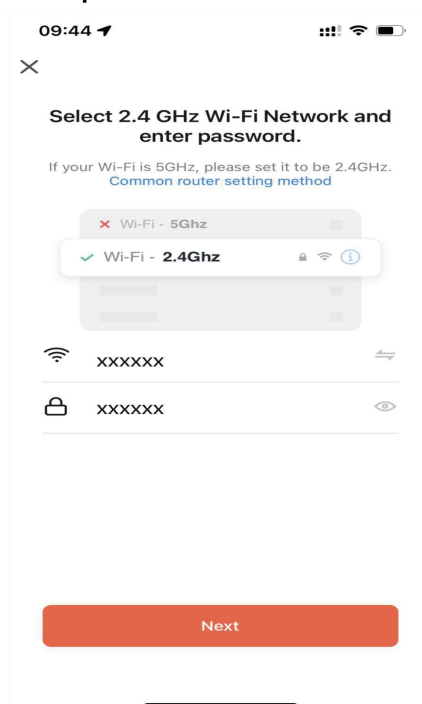 09:44
Select 2.4 GHz Wi-Fi Network and
enter password.
If your Wi-Fi is 5GHz, please set it to be 2.4GHz.
Common router setting method
Wi-Fi - 5Ghz
Wi-Fi - 2.4Ghz
xxxxxx
xxxxxx
Next